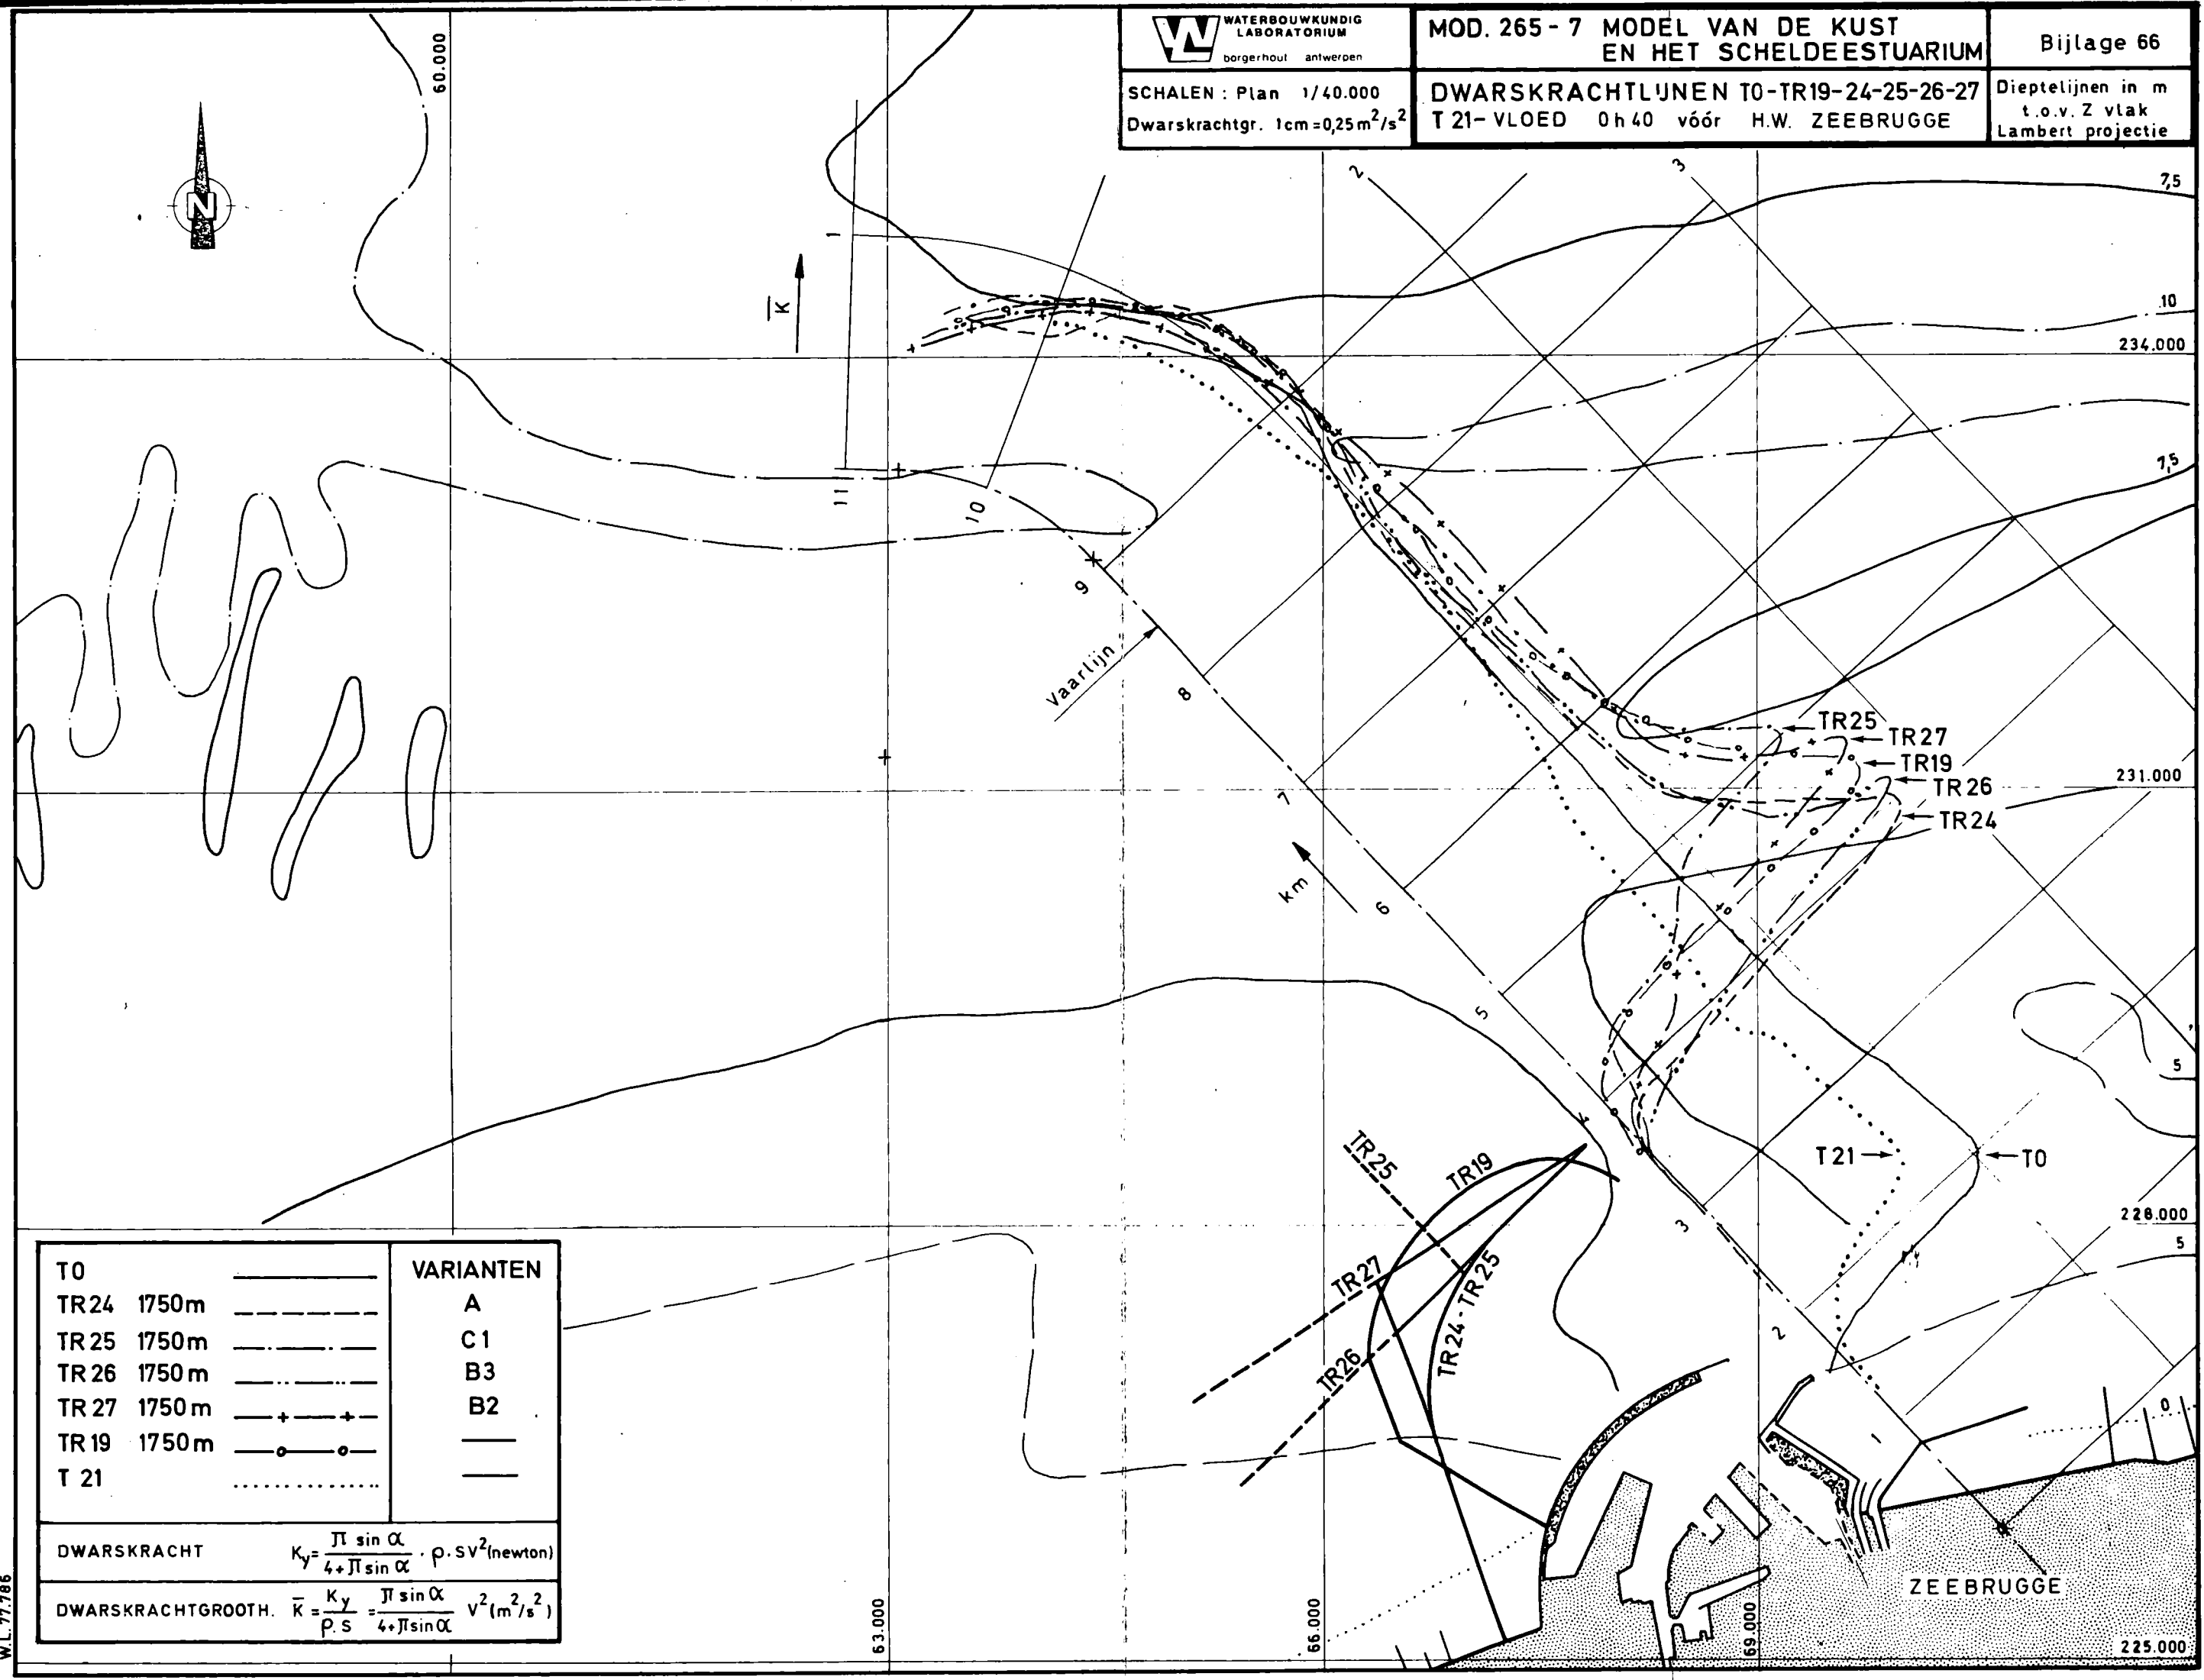 WATERBOUWKUNDIG
LABORATORIUM
borgerhout antwerpen
MOD. 265-7 MODEL VAN DE KUST
EN HET SCHELDEESTUARIUM
Bijlage 66
SCHALEN : Plan 1/40.000
Dwarskrachtgr. 1cm=0,25m²/s²
DWARSKRACHTLIJNEN T0-TR19-24-25-26-27
T 21- VLOED 0h40 vóór H.W. ZEEBRUGGE
Dieptelijnen in m
t.o.v. Z vlak
Lambert projectie
60.000
N
K̅
1
2
3
7,5
10
234.000
7,5
11
10
9
Vaarlijn
8
7
km
6
5
4
3
2
TR25
TR27
TR19
TR26
TR24
231.000
5
T 21
T0
228.000
5
0
TR25
TR19
TR27
TR26
TR24-TR25
T0
TR24 1750m
TR25 1750m
TR26 1750m
TR27 1750m
TR19 1750m
T 21
VARIANTEN
A
C1
B3
B2
DWARSKRACHT Ky= π sin α / 4+π sin α . ρ.sv²(newton)
DWARSKRACHTGROOTH. K̅ = Ky / ρ.s = π sin α / 4+π sin α V²(m²/s²)
63.000
66.000
69.000
ZEEBRUGGE
225.000
W.L.77.786